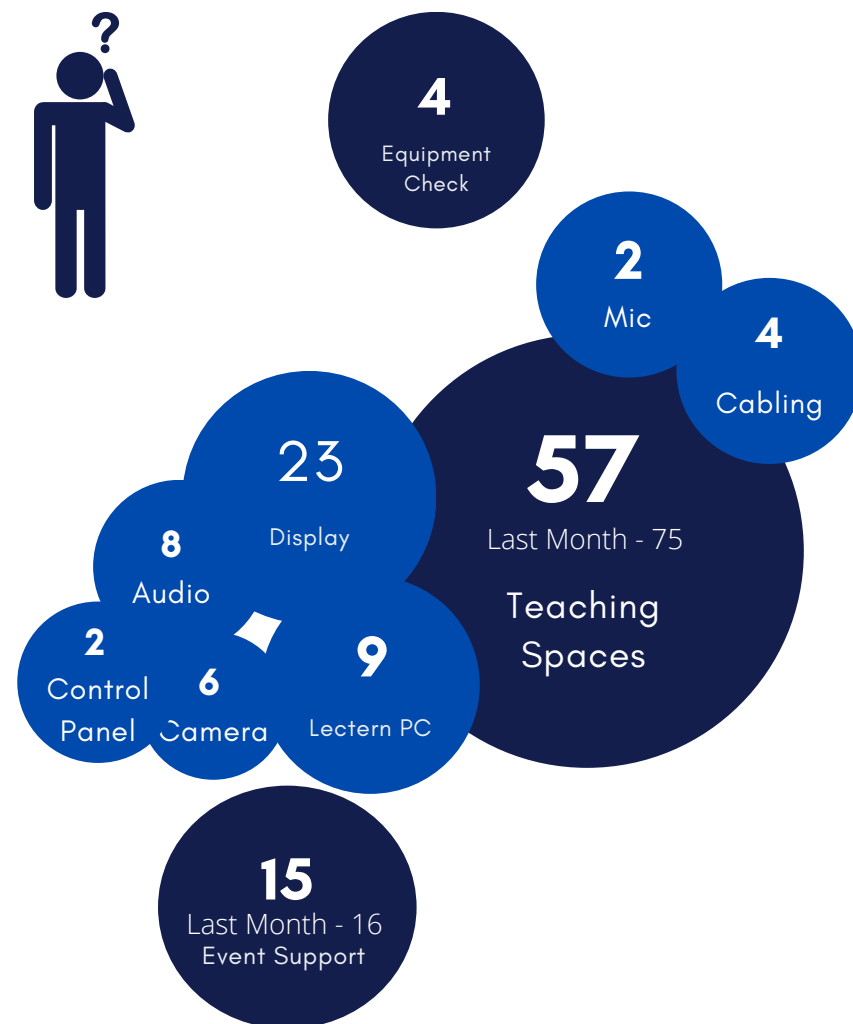 ?
4
Equipment
Check
2
Mic
4
Cabling
57
Last Month - 75
Teaching
Spaces
23
Display
8
Audio
2
Control
Panel
6
Camera
9
Lectern PC
15
Last Month - 16
Event Support